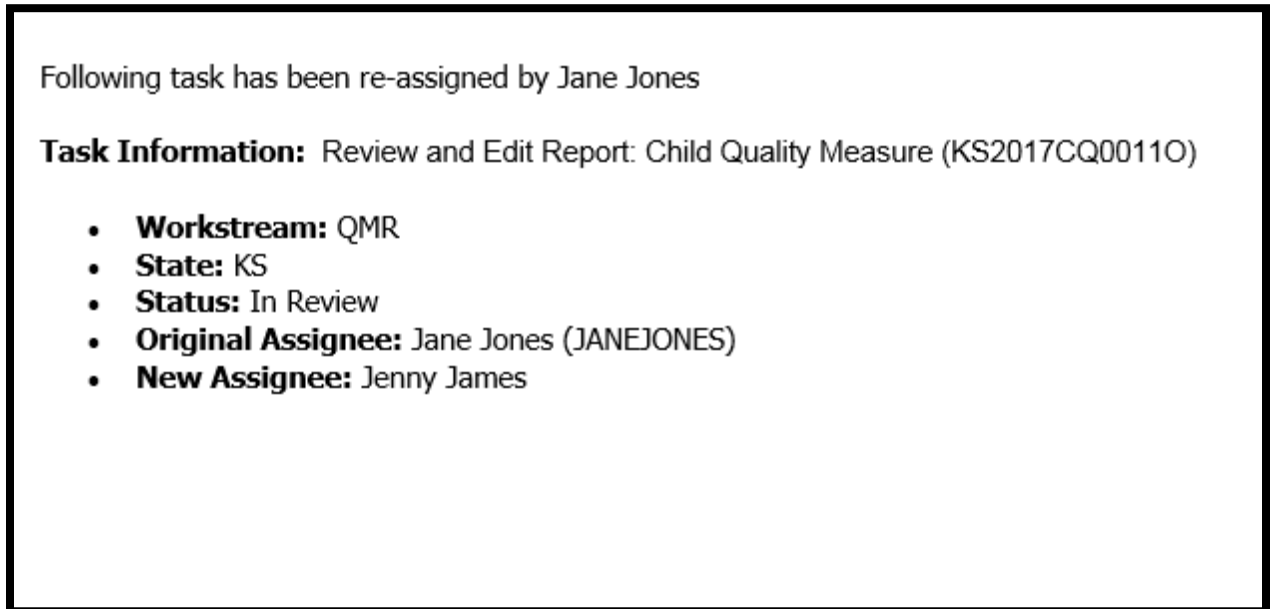 Following task has been re-assigned by Jane Jones
Task Information: Review and Edit Report: Child Quality Measure (KS2017CQ0011O)
• Workstream: QMR
• State: KS
• Status: In Review
• Original Assignee: Jane Jones (JANEJONES)
• New Assignee: Jenny James